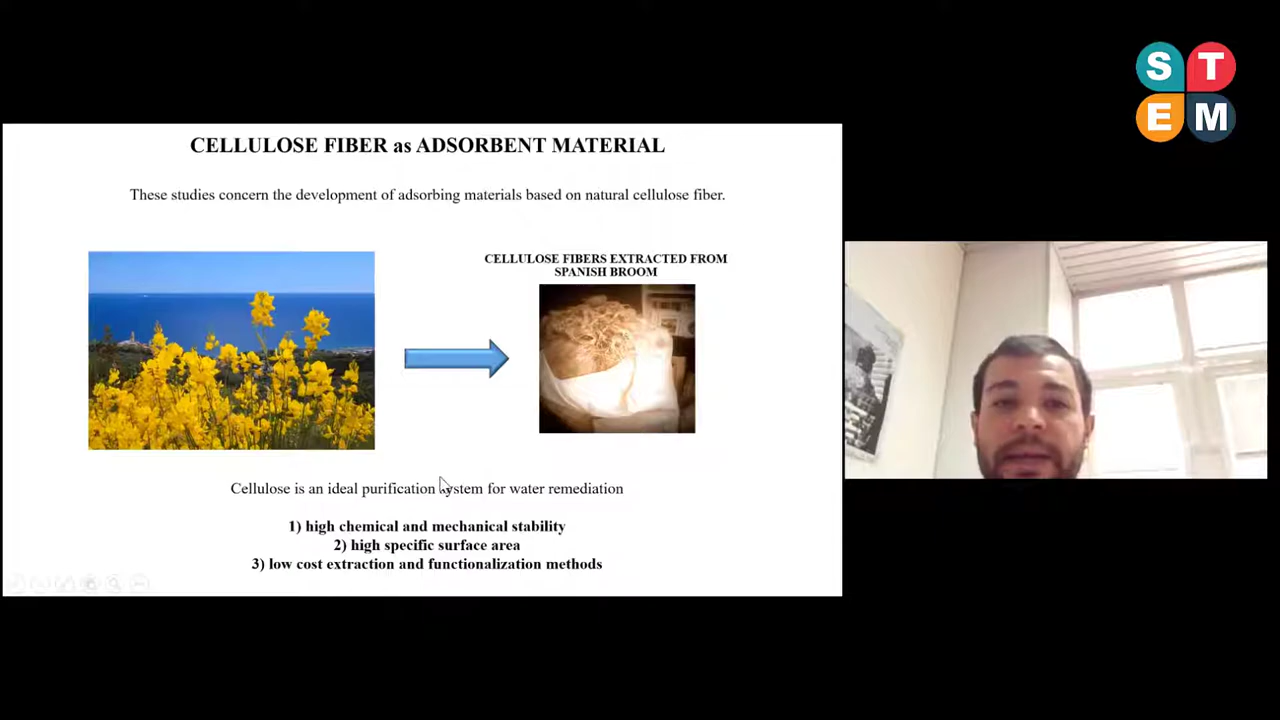 S T
E M
CELLULOSE FIBER as ADSORBENT MATERIAL
These studies concern the development of adsorbing materials based on natural cellulose fiber.
CELLULOSE FIBERS EXTRACTED FROM
SPANISH BROOM
Cellulose is an ideal purification system for water remediation
1) high chemical and mechanical stability
2) high specific surface area
3) low cost extraction and functionalization methods